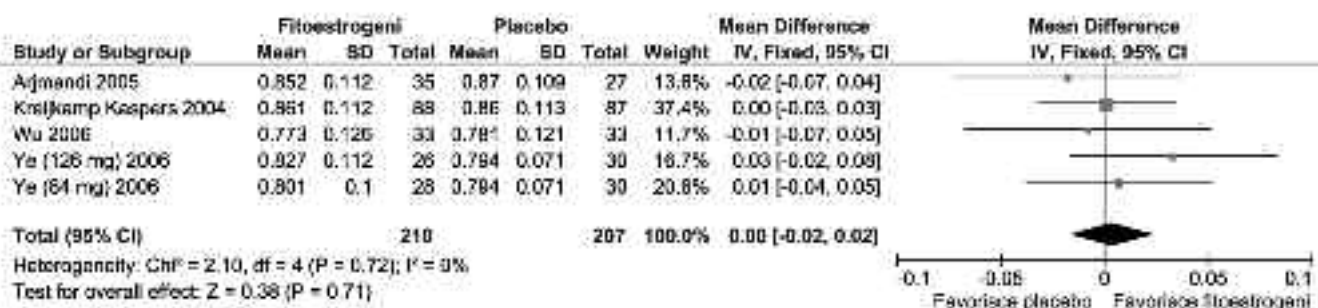 Fitoestrogeni Placebo Mean Difference Mean Difference
Study or Subgroup Mean SD Total Mean SD Total Weight IV, Fixed, 95% CI IV, Fixed, 95% CI
Arjmandi 2005 0.852 0.112 35 0.87 0.109 27 13.8% -0.02 [-0.07, 0.04]
Kreijkamp Kaspers 2004 0.861 0.112 88 0.86 0.113 87 37.4% 0.00 [-0.03, 0.03]
Wu 2006 0.773 0.126 33 0.781 0.121 33 11.7% -0.01 [-0.07, 0.05]
Ye (126 mg) 2006 0.827 0.112 26 0.794 0.071 30 16.7% 0.03 [-0.02, 0.08]
Ye (84 mg) 2006 0.801 0.1 28 0.794 0.071 30 20.6% 0.01 [-0.04, 0.05]
Total (95% CI) 210 207 100.0% 0.00 [-0.02, 0.02]
Heterogeneity: Chi² = 2.10, df = 4 (P = 0.72); I² = 0%
Test for overall effect: Z = 0.38 (P = 0.71)
-0.1 -0.05 0 0.05 0.1
Favorisce placebo Favorisce fitoestrogeni